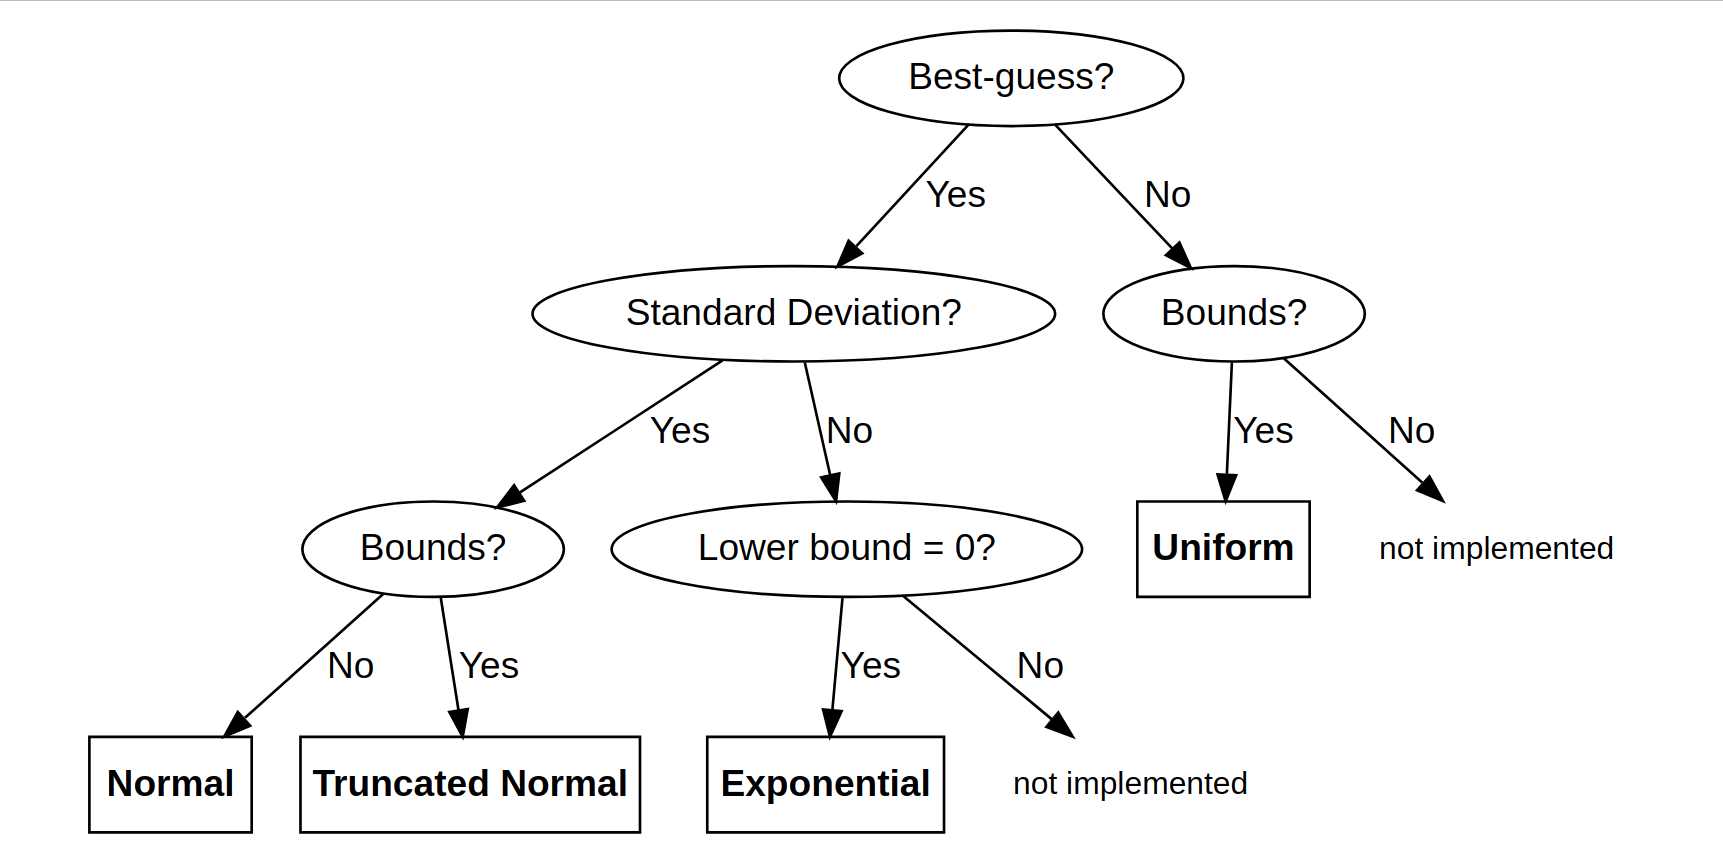 Best-guess?
Yes
No
Standard Deviation?
Bounds?
Yes
No
Yes
No
Bounds?
Lower bound = 0?
Uniform
not implemented
No
Yes
Yes
No
Normal
Truncated Normal
Exponential
not implemented